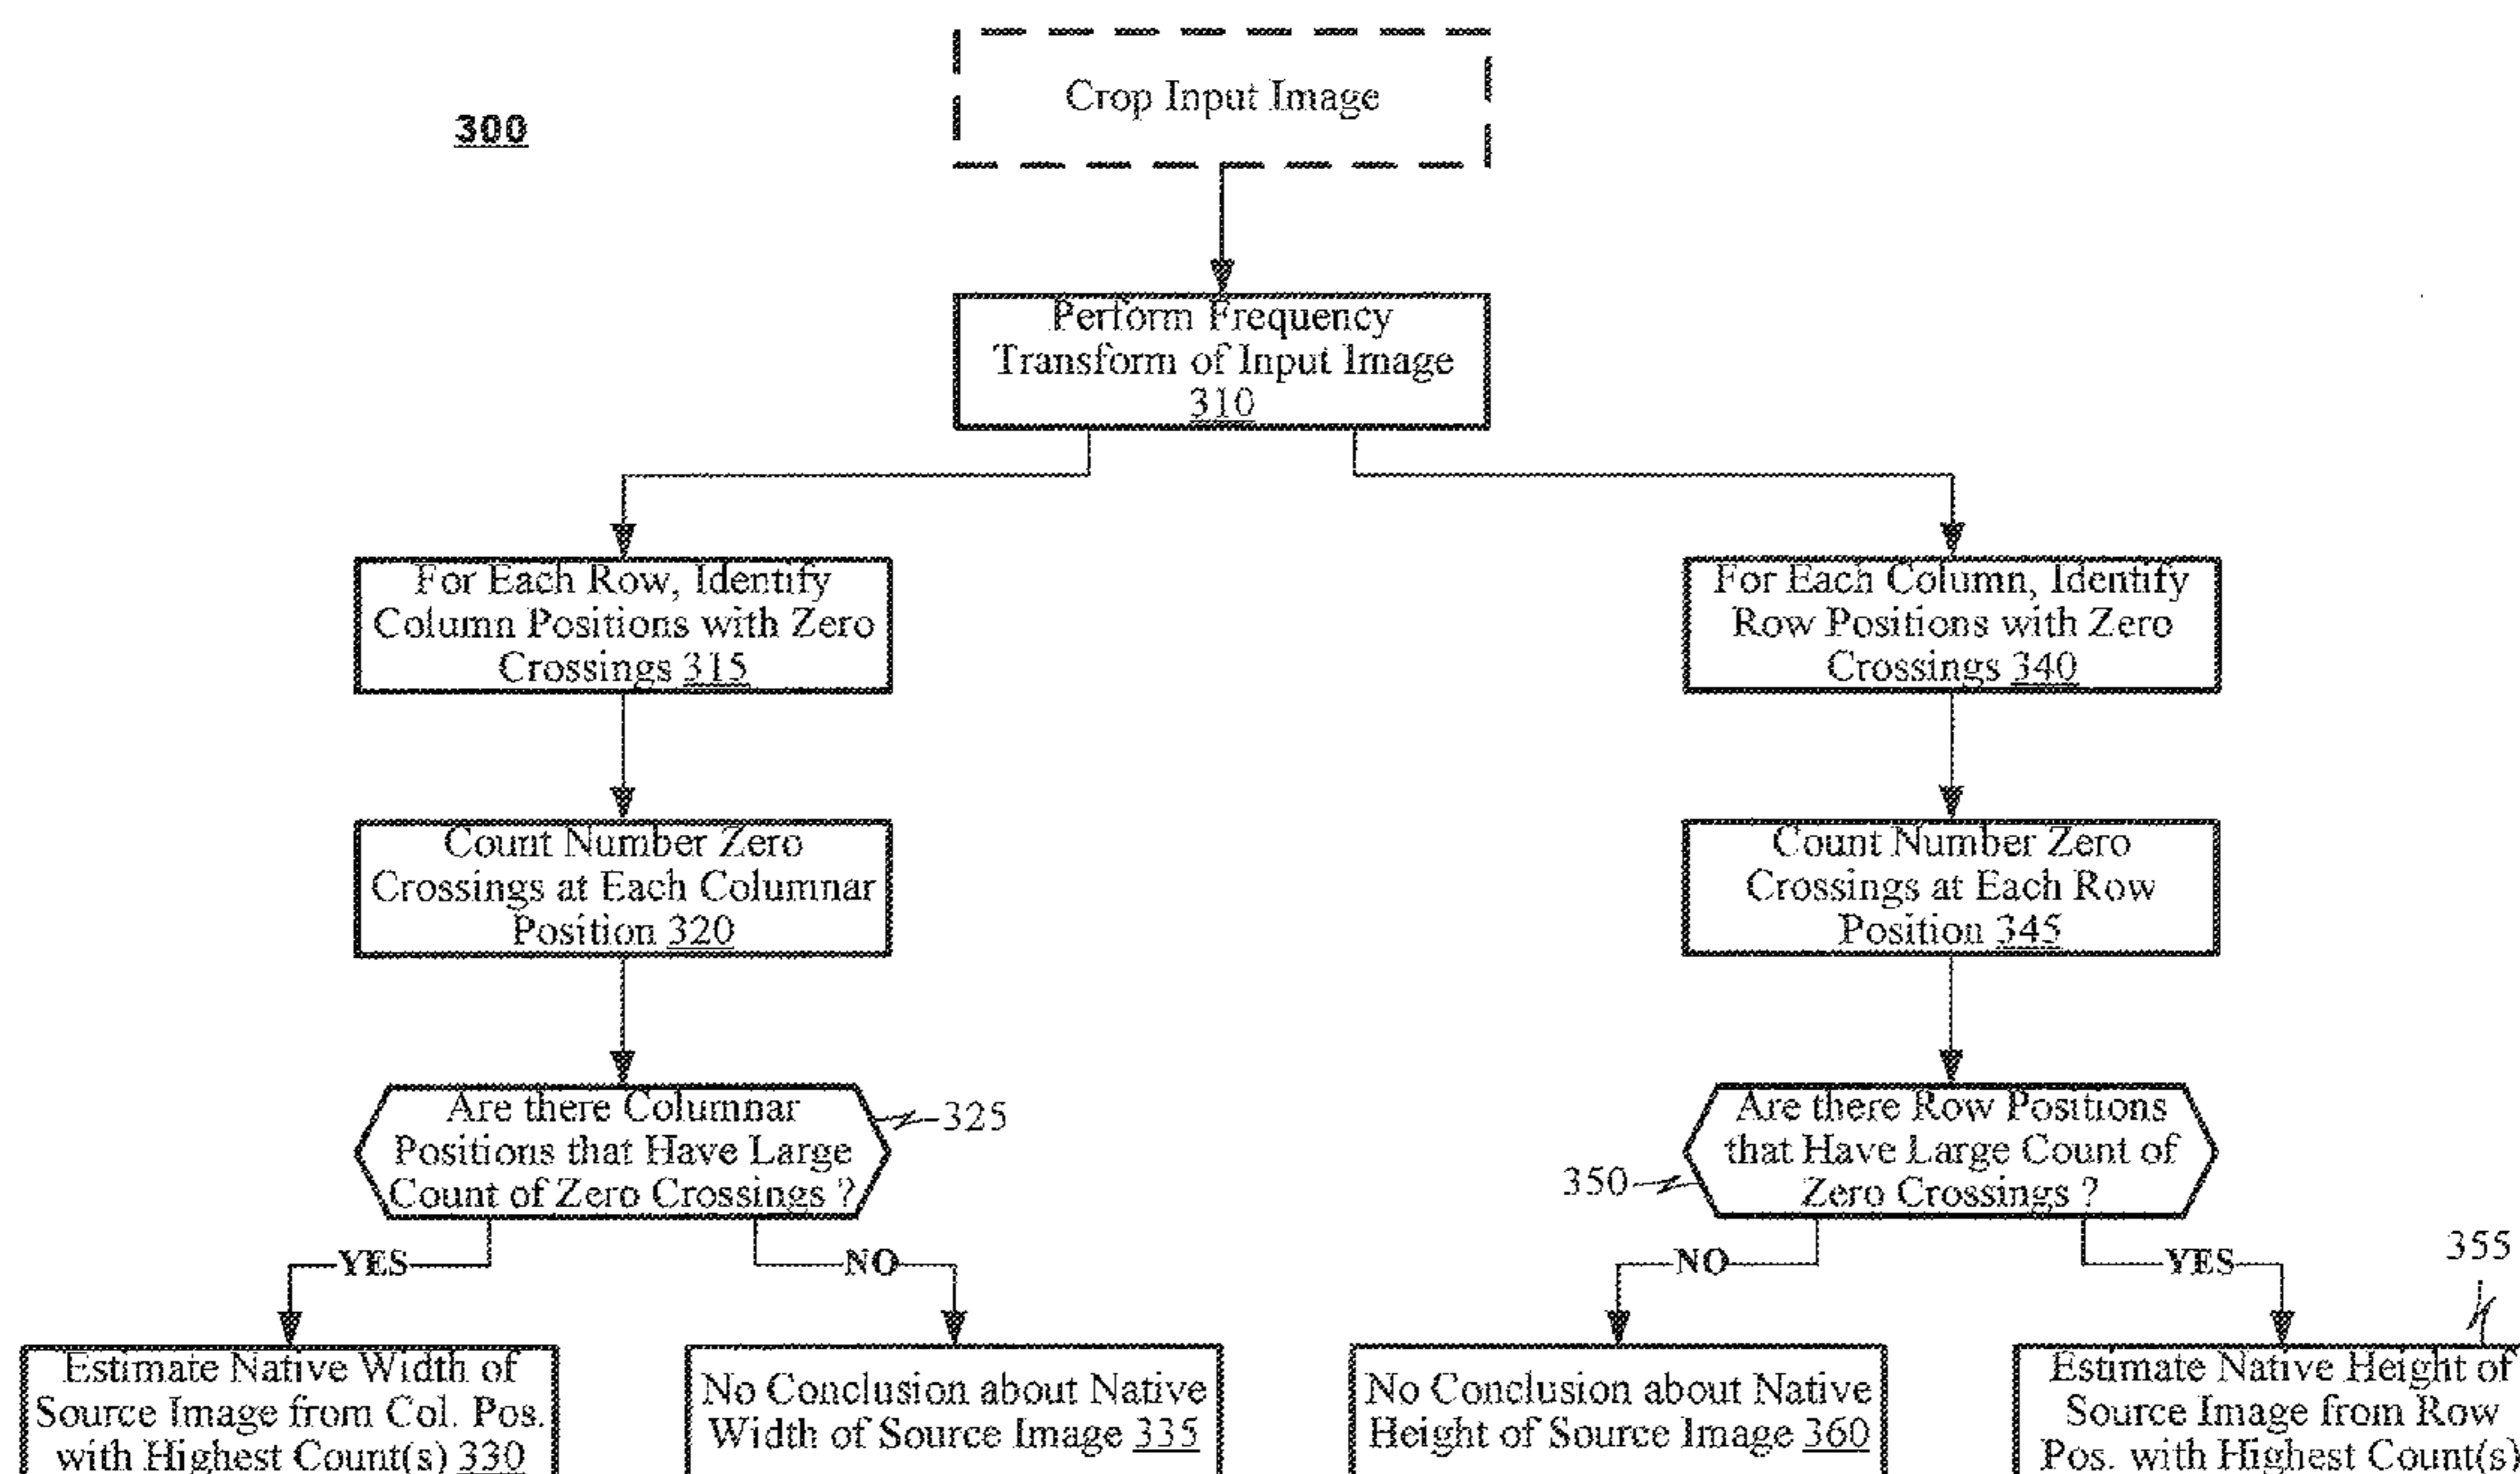 300
Crop Input Image
Perform Frequency
Transform of Input Image
310
For Each Row, Identify
Column Positions with Zero
Crossings 315
For Each Column, Identify
Row Positions with Zero
Crossings 340
Count Number Zero
Crossings at Each Columnar
Position 320
Count Number Zero
Crossings at Each Row
Position 345
Are there Columnar
Positions that Have Large
Count of Zero Crossings ?
325
Are there Row Positions
that Have Large Count of
Zero Crossings ?
350
YES
NO
NO
YES
355
Estimate Native Width of
Source Image from Col. Pos.
with Highest Count(s) 330
No Conclusion about Native
Width of Source Image 335
No Conclusion about Native
Height of Source Image 360
Estimate Native Height of
Source Image from Row
Pos. with Highest Count(s)